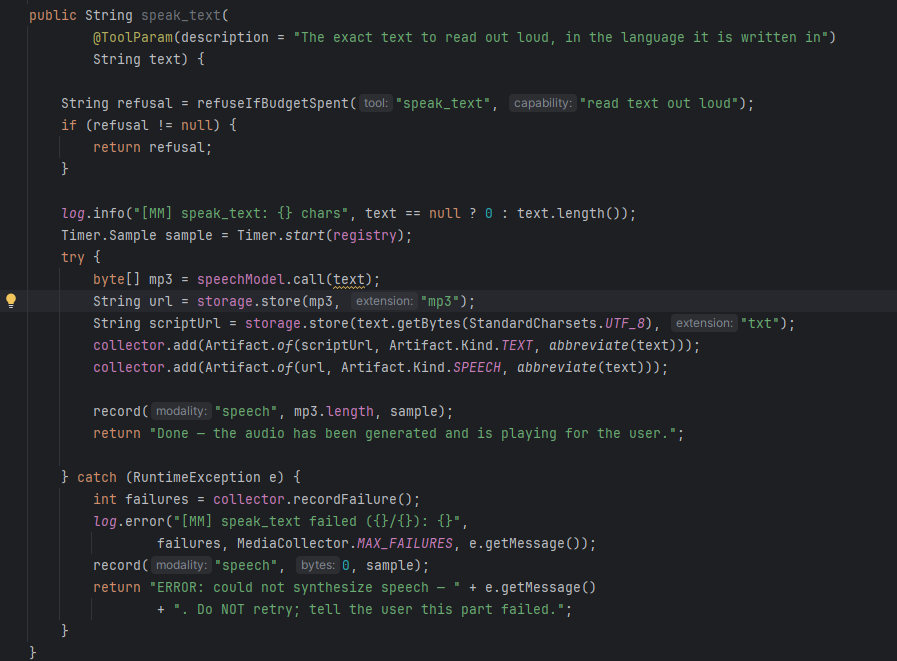 public String speak_text(
        @ToolParam(description = "The exact text to read out loud, in the language it is written in")
        String text) {

    String refusal = refuseIfBudgetSpent( tool: "speak_text",  capability: "read text out loud");
    if (refusal != null) {
        return refusal;
    }

    log.info("[MM] speak_text: {} chars", text == null ? 0 : text.length());
    Timer.Sample sample = Timer.start(registry);
    try {
        byte[] mp3 = speechModel.call(text);
        String url = storage.store(mp3,  extension: "mp3");
        String scriptUrl = storage.store(text.getBytes(StandardCharsets.UTF_8),  extension: "txt");
        collector.add(Artifact.of(scriptUrl, Artifact.Kind.TEXT, abbreviate(text)));
        collector.add(Artifact.of(url, Artifact.Kind.SPEECH, abbreviate(text)));

        record( modality: "speech", mp3.length, sample);
        return "Done — the audio has been generated and is playing for the user.";

    } catch (RuntimeException e) {
        int failures = collector.recordFailure();
        log.error("[MM] speak_text failed ({}/{}): {}",
                failures, MediaCollector.MAX_FAILURES, e.getMessage());
        record( modality: "speech",  bytes: 0, sample);
        return "ERROR: could not synthesize speech — " + e.getMessage()
                + ". Do NOT retry; tell the user this part failed.";
    }
}